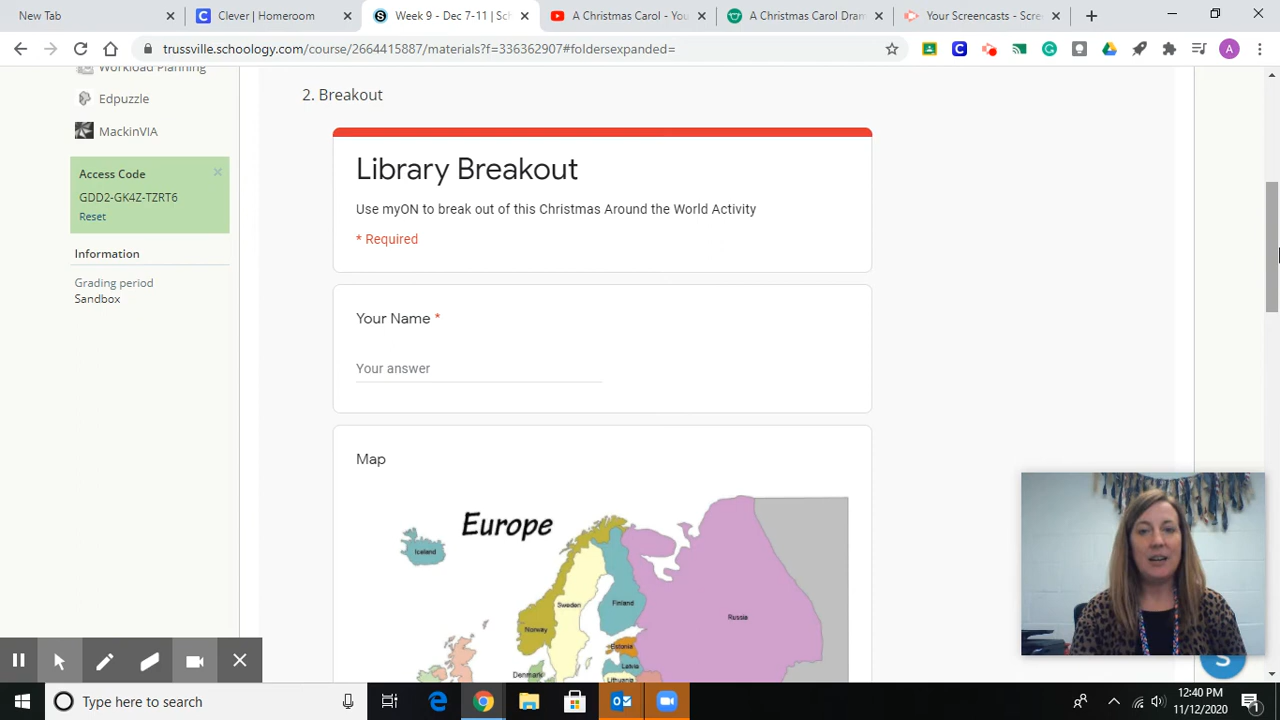 New Tab
Clever | Homeroom
Week 9 - Dec 7-11 | Sch
A Christmas Carol - You
A Christmas Carol Dram
Your Screencasts - Scre
trussville.schoology.com/course/2664415887/materials?f=336362907#foldersexpanded=
A
Workload Planning
Edpuzzle
MackinVIA
Access Code
GDD2-GK4Z-TZRT6
Reset
Information
Grading period
Sandbox
2. Breakout
Library Breakout
Use myON to break out of this Christmas Around the World Activity
* Required
Your Name *
Your answer
Map
Europe
Iceland
Sweden
Finland
Norway
Russia
Estonia
Latvia
Denmark
Lithuania
Type here to search
12:40 PM
11/12/2020
1